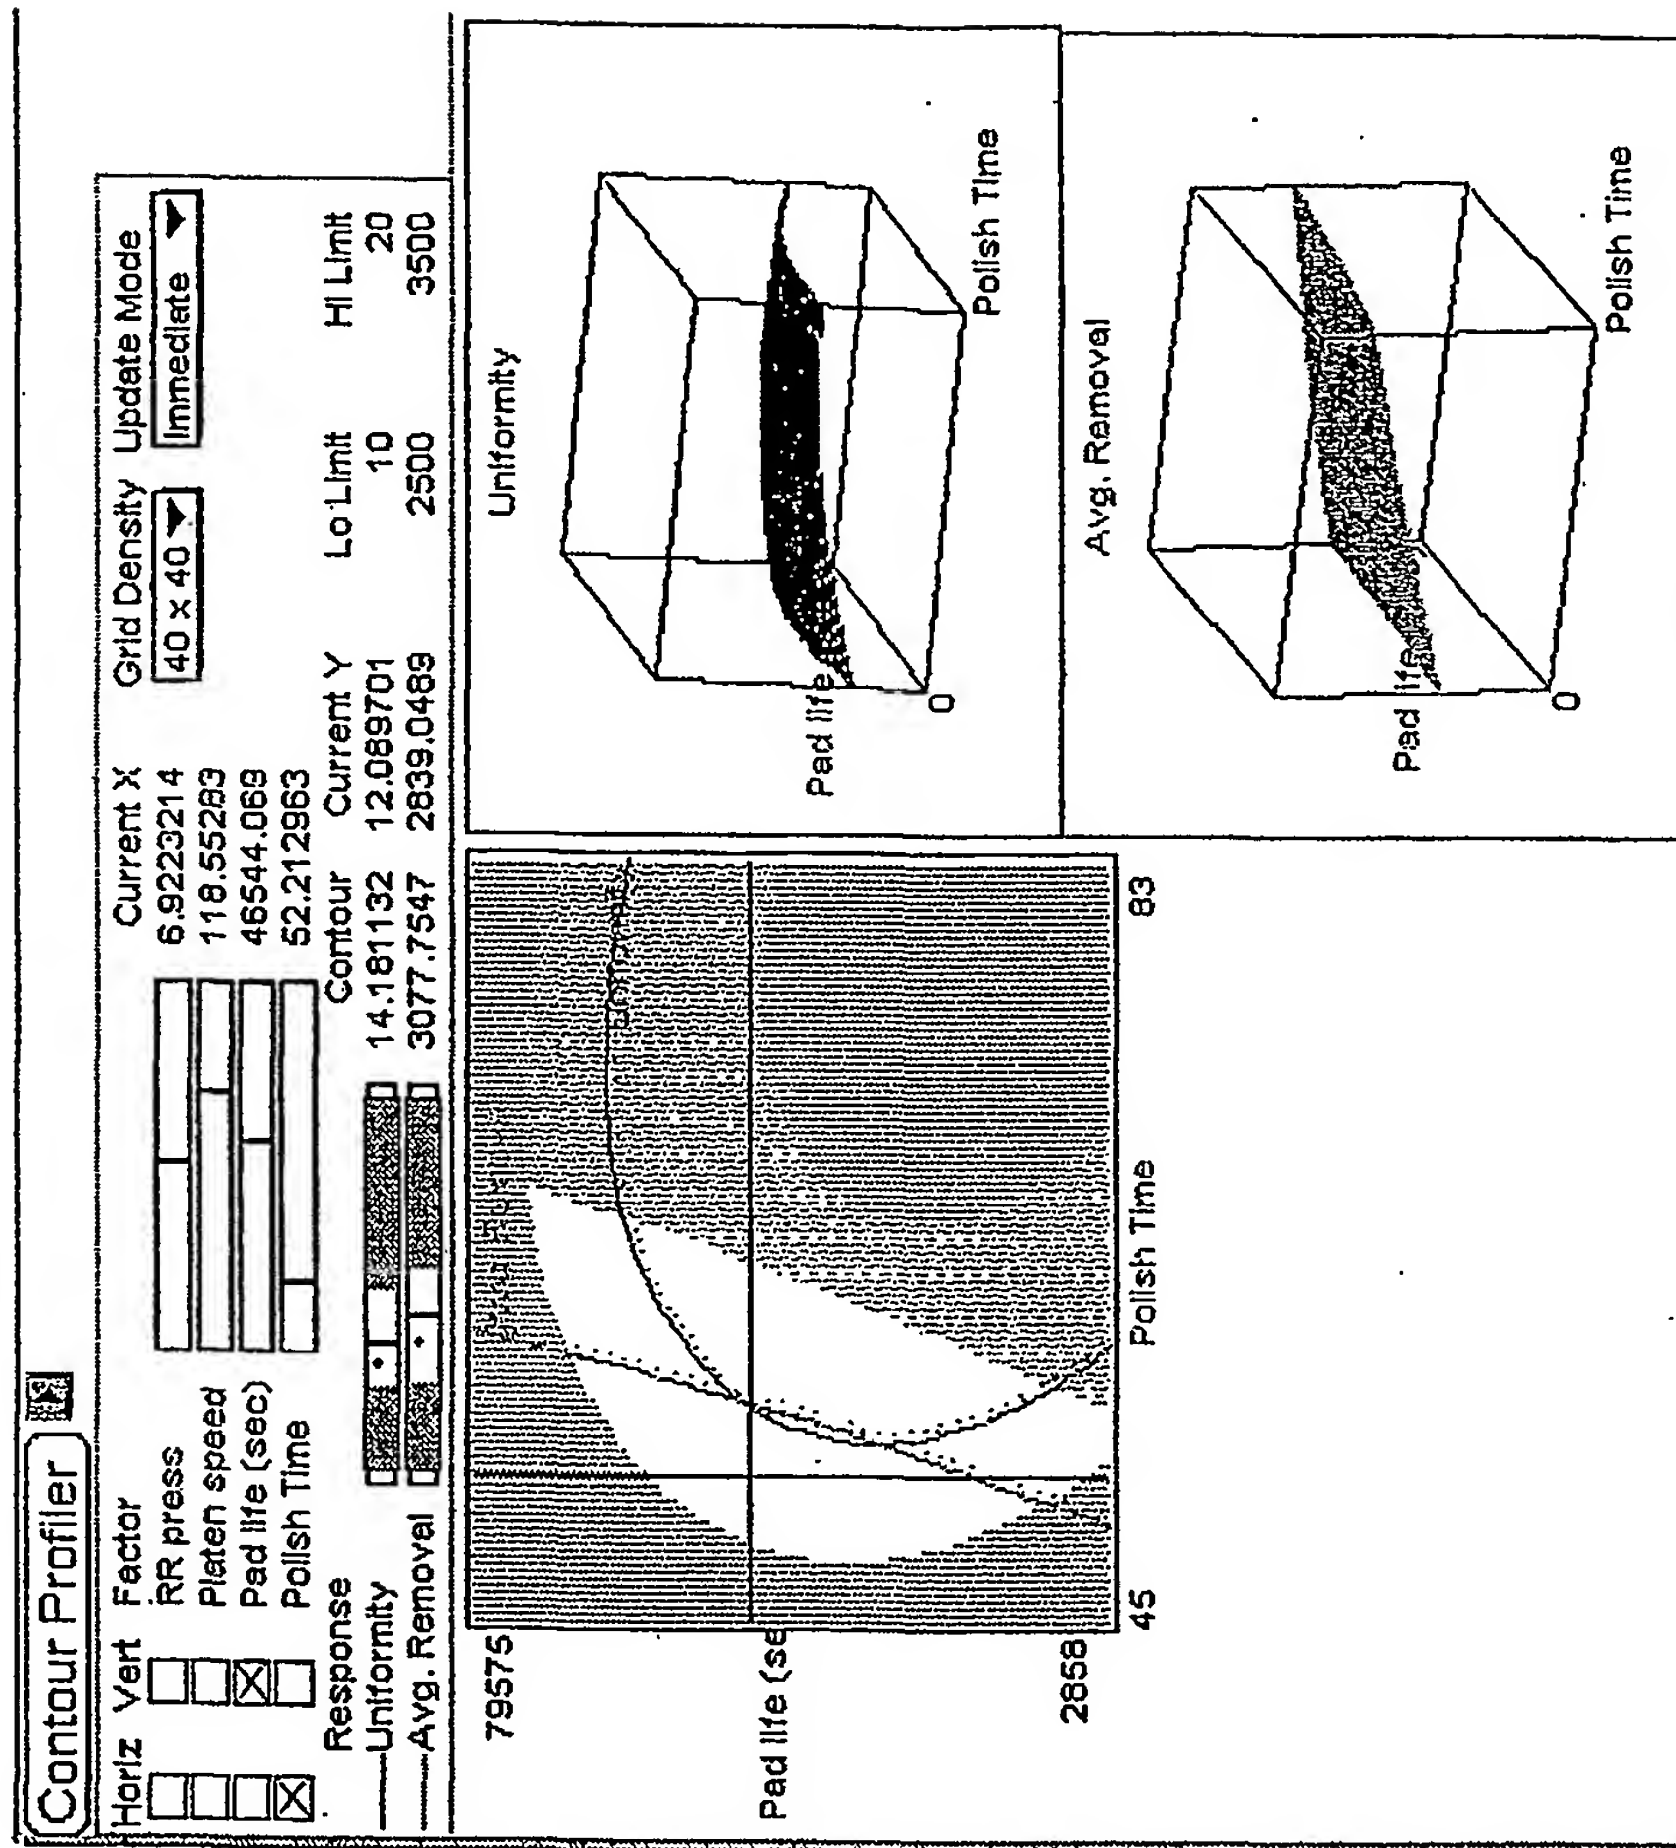 Contour Profiler
Horiz Vert Factor Current X Grid Density Update Mode
RR press 6.9223214 40 x 40 Immediate
Platen speed 118.55283
Pad life (sec) 46544.069
Polish Time 52.212963
Response Contour Current Y Lo Limit Hi Limit
Uniformity 14.181132 12.089701 10 20
Avg. Removal 3077.7547 2839.0489 2500 3500
79575
Pad life (se
2858
45 Polish Time 83
Uniformity
Pad life
0
Polish Time
Avg. Removal
Pad life
0
Polish Time